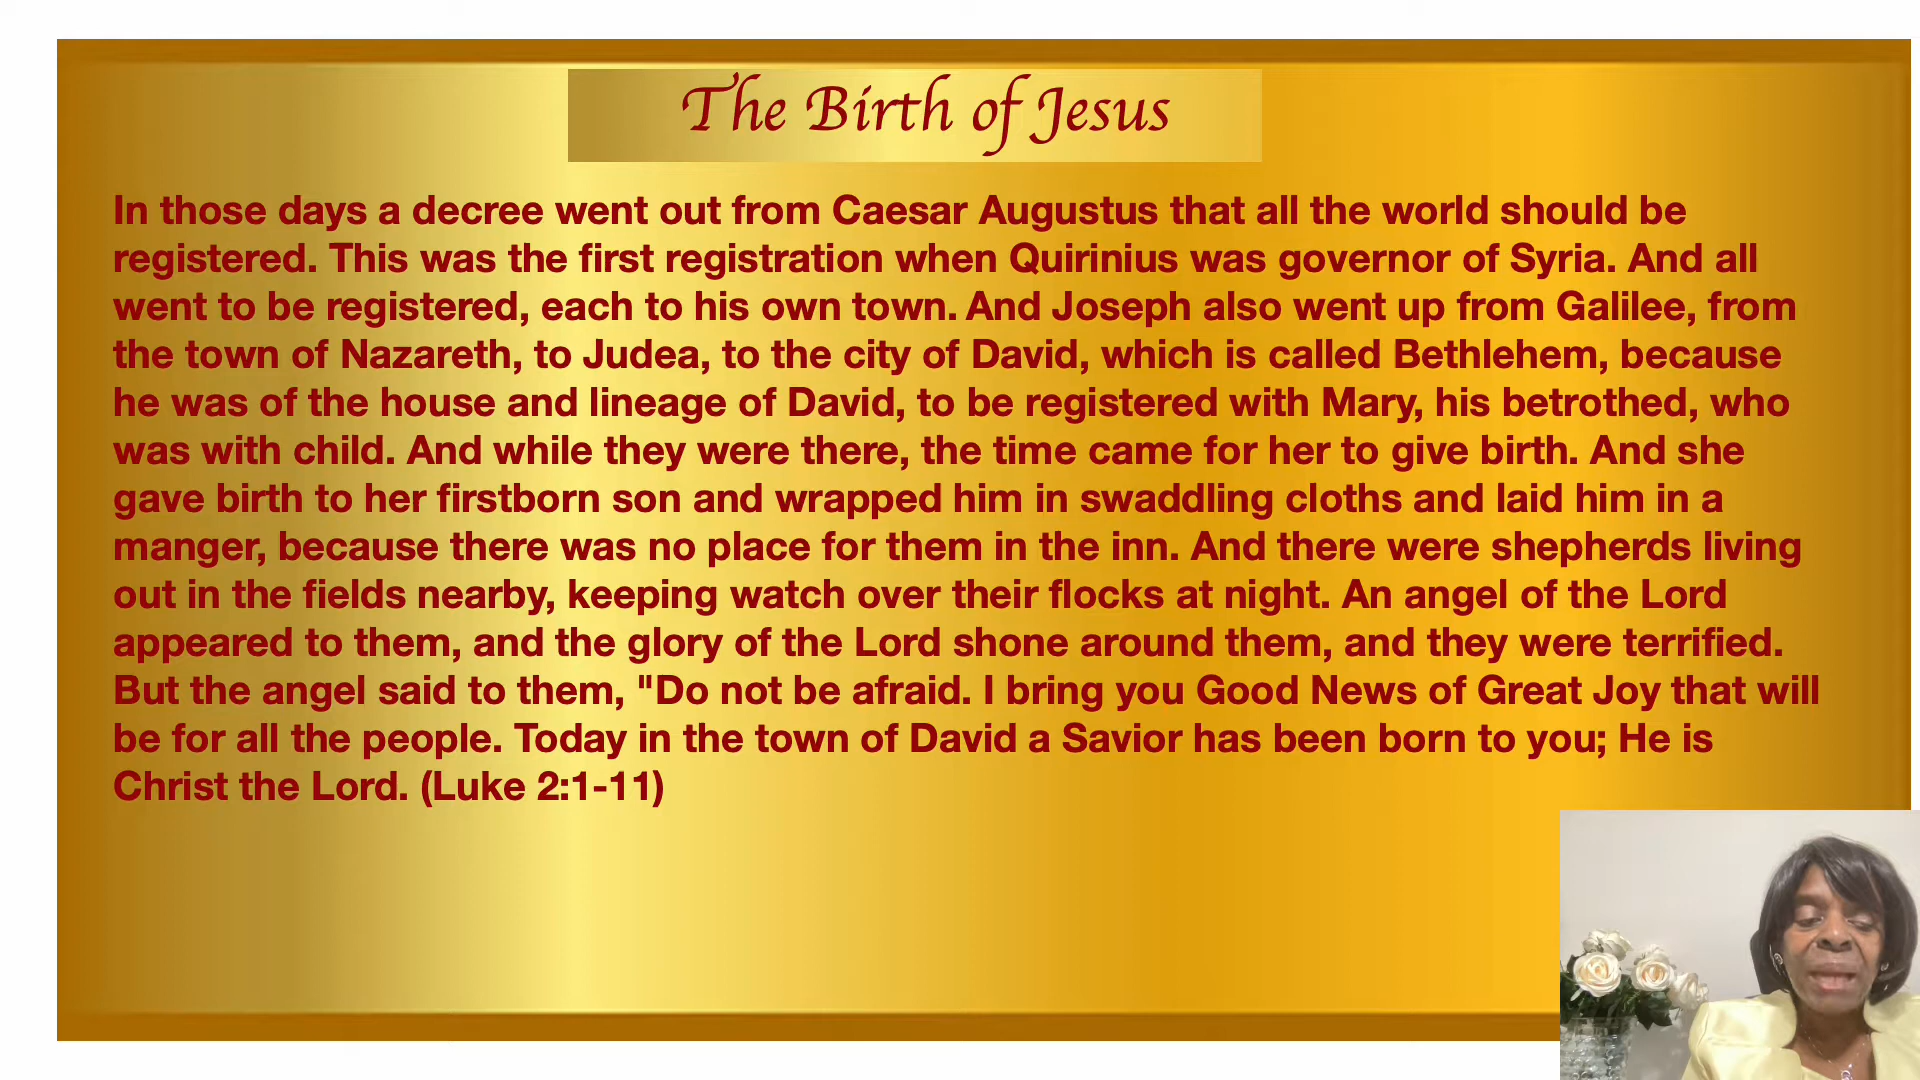 The Birth of Jesus
In those days a decree went out from Caesar Augustus that all the world should be
registered. This was the first registration when Quirinius was governor of Syria. And all
went to be registered, each to his own town. And Joseph also went up from Galilee, from
the town of Nazareth, to Judea, to the city of David, which is called Bethlehem, because
he was of the house and lineage of David, to be registered with Mary, his betrothed, who
was with child. And while they were there, the time came for her to give birth. And she
gave birth to her firstborn son and wrapped him in swaddling cloths and laid him in a
manger, because there was no place for them in the inn. And there were shepherds living
out in the fields nearby, keeping watch over their flocks at night. An angel of the Lord
appeared to them, and the glory of the Lord shone around them, and they were terrified.
But the angel said to them, "Do not be afraid. I bring you Good News of Great Joy that will
be for all the people. Today in the town of David a Savior has been born to you; He is
Christ the Lord. (Luke 2:1-11)